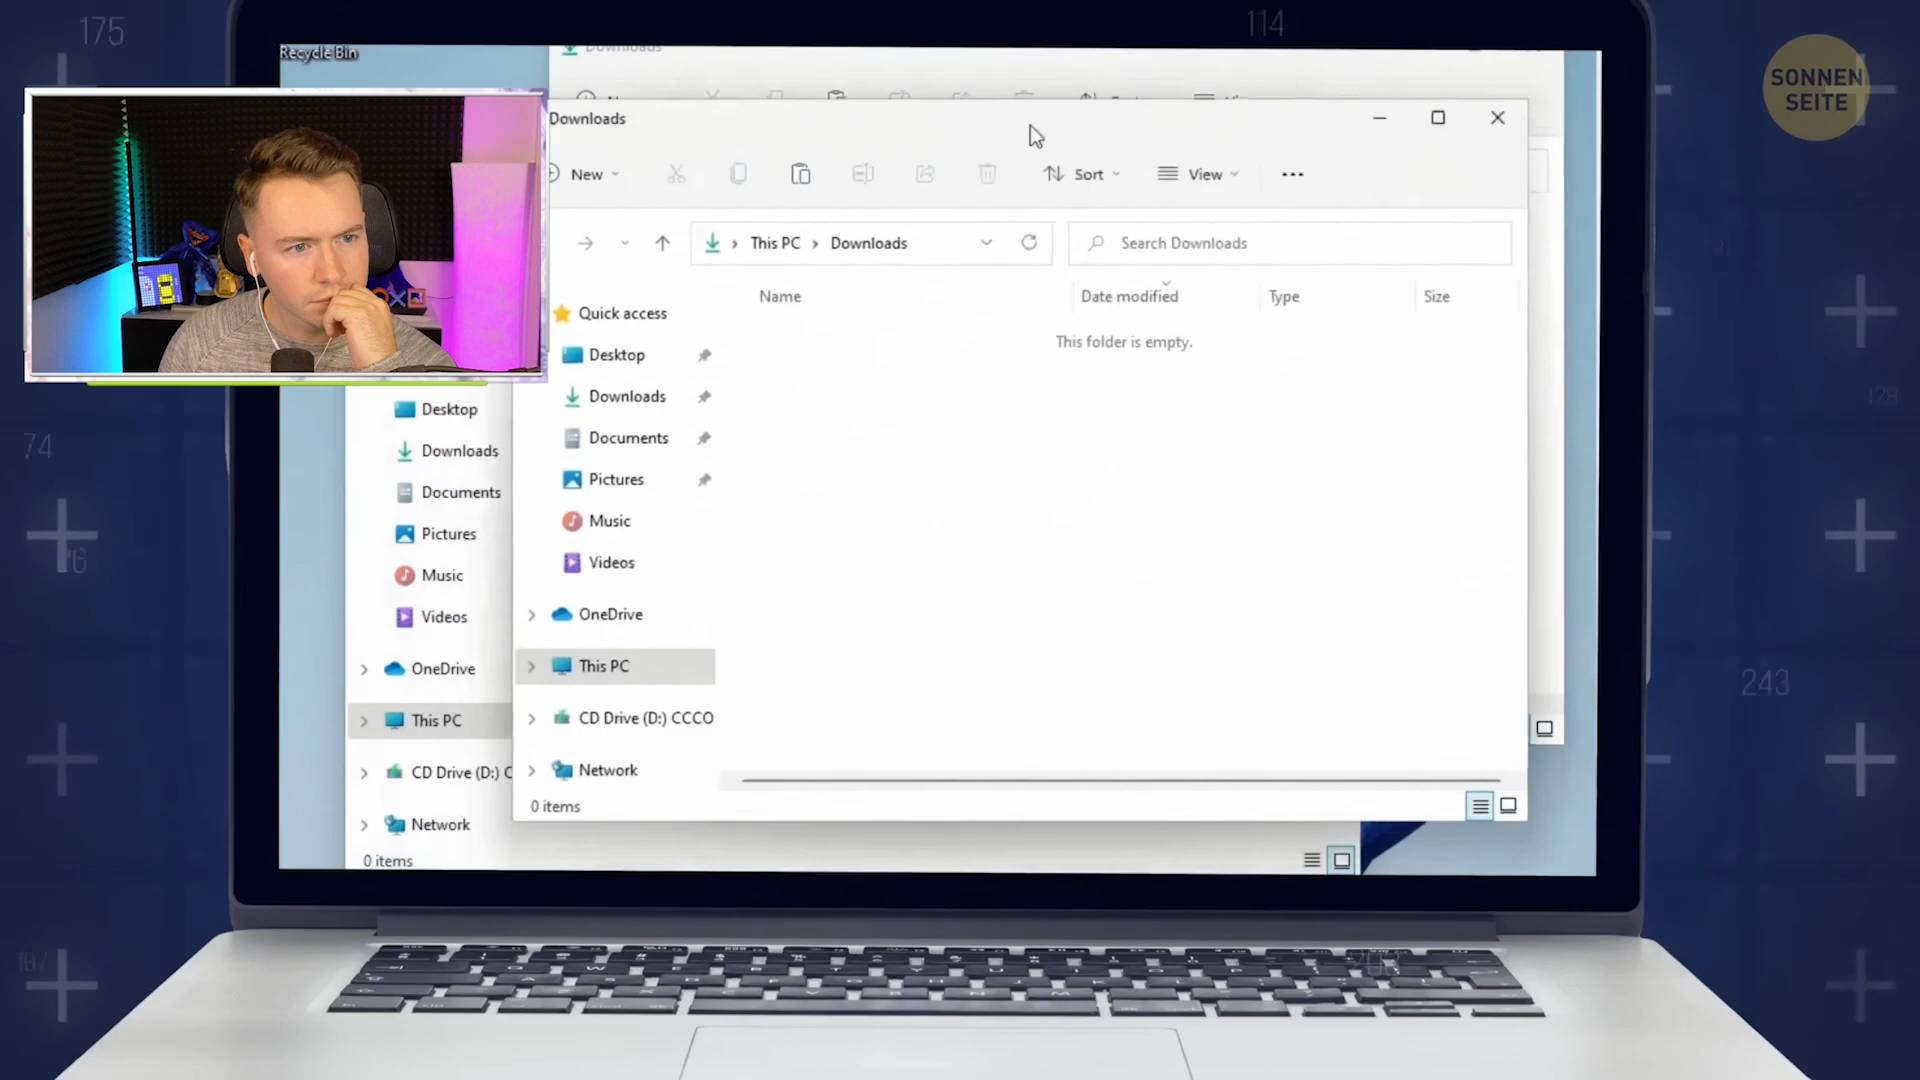 175
114
SONNEN
SEITE
Recycle Bin
Downloads
Downloads
New
Sort
View
This PC
Downloads
Search Downloads
Name
Date modified
Type
Size
This folder is empty.
Quick access
Desktop
Downloads
Documents
Pictures
Music
Videos
OneDrive
This PC
CD Drive (D:) CCCO
Network
0 items
Desktop
Downloads
Documents
Pictures
Music
Videos
OneDrive
This PC
CD Drive (D:) C
Network
0 items
74
76
128
243